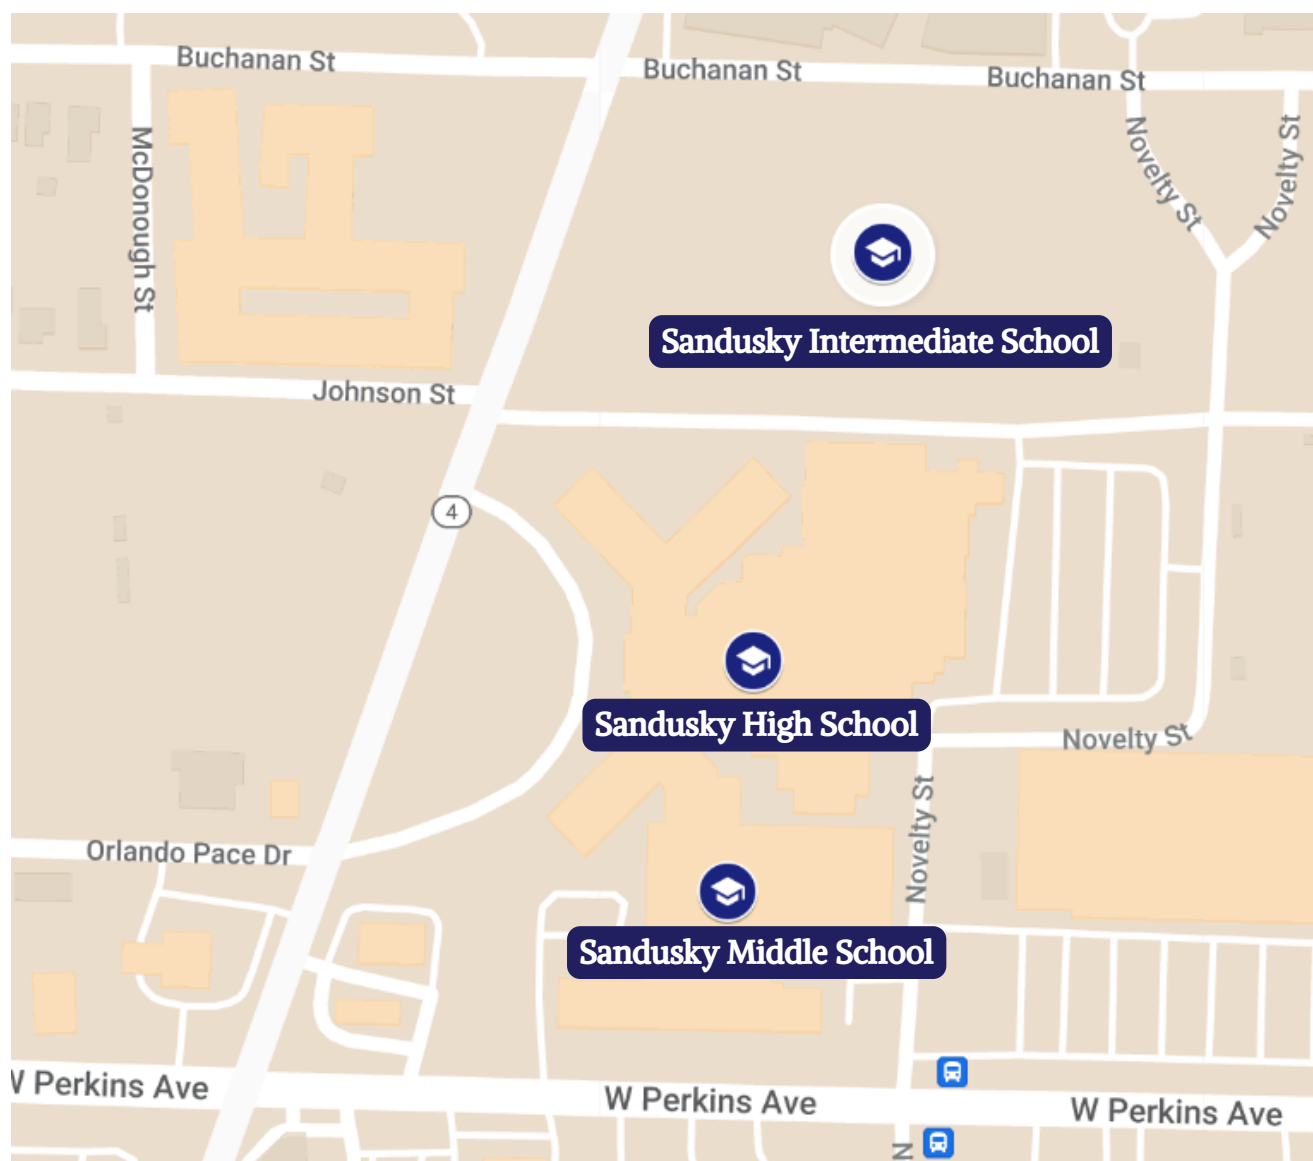 Buchanan St
Buchanan St
Buchanan St
McDonough St
Novelty St
Novelty St
Sandusky Intermediate School
Johnson St
4
Sandusky High School
Novelty St
Novelty St
Orlando Pace Dr
Sandusky Middle School
W Perkins Ave
W Perkins Ave
W Perkins Ave
N